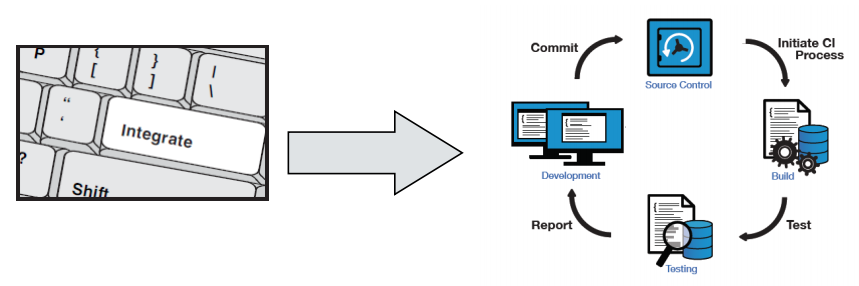 P
{
[
}
]
|
\
“
‘
Integrate
?
Shift
Commit
Source Control
Initiate CI
Process
Development
Build
Report
Test
Testing